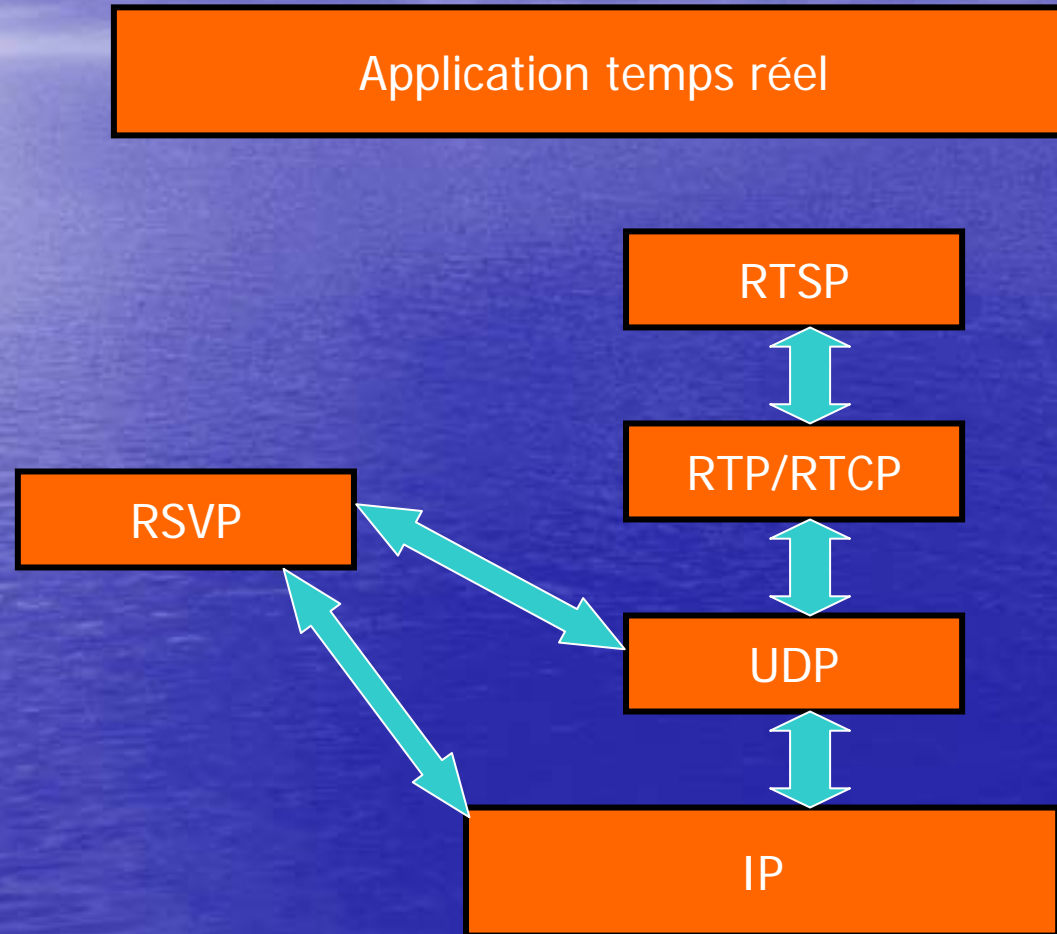 Application temps réel
RTSP
RTP/RTCP
RSVP
UDP
IP